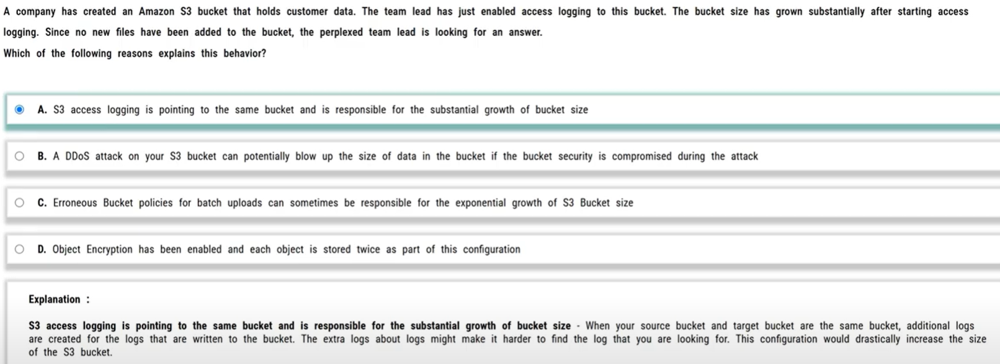 A company has created an Amazon S3 bucket that holds customer data. The team lead has just enabled access logging to this bucket. The bucket size has grown substantially after starting access
logging. Since no new files have been added to the bucket, the perplexed team lead is looking for an answer.
Which of the following reasons explains this behavior?
A. S3 access logging is pointing to the same bucket and is responsible for the substantial growth of bucket size
B. A DDoS attack on your S3 bucket can potentially blow up the size of data in the bucket if the bucket security is compromised during the attack
C. Erroneous Bucket policies for batch uploads can sometimes be responsible for the exponential growth of S3 Bucket size
D. Object Encryption has been enabled and each object is stored twice as part of this configuration
Explanation :
S3 access logging is pointing to the same bucket and is responsible for the substantial growth of bucket size - When your source bucket and target bucket are the same bucket, additional logs
are created for the logs that are written to the bucket. The extra logs about logs might make it harder to find the log that you are looking for. This configuration would drastically increase the size
of the S3 bucket.